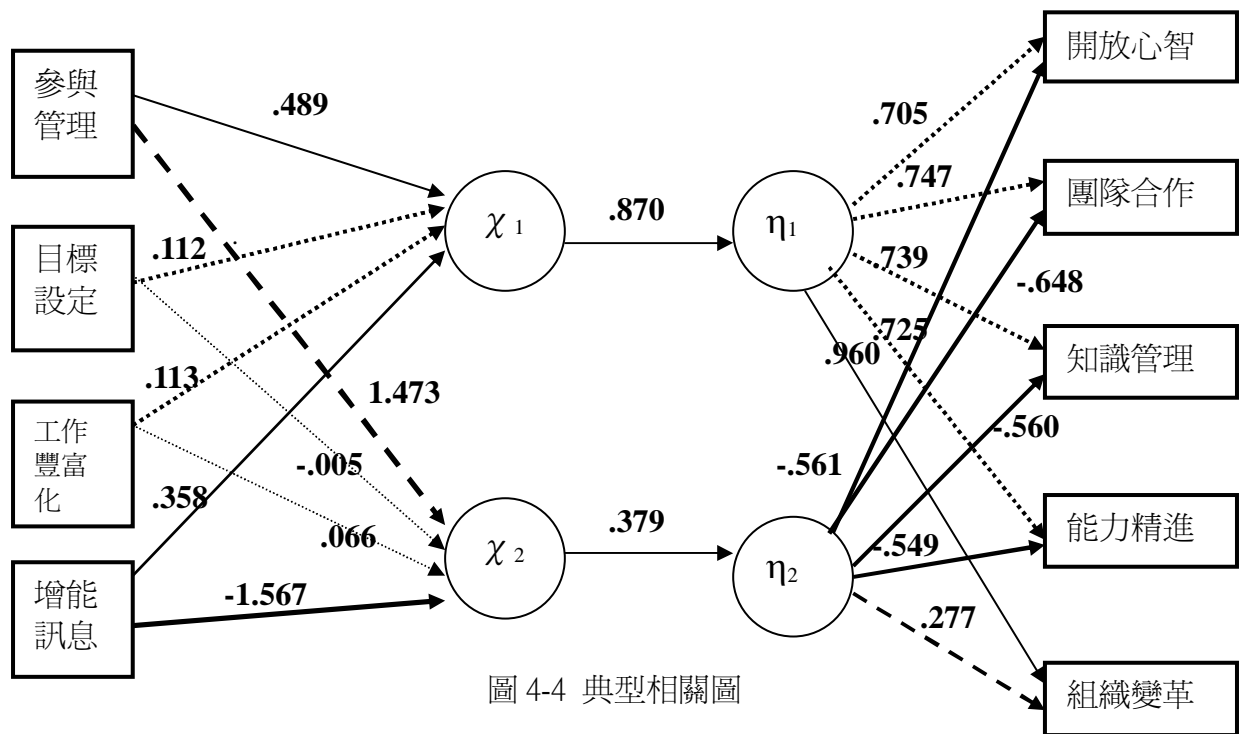 參與
管理
目標
設定
工作
豐富
化
增能
訊息
.489
.112
.113
.358
1.473
-.005
.066
-1.567
χ 1
χ 2
.870
.379
η1
η2
.705
.747
.739
.725
.960
-.648
-.560
-.561
-.549
.277
開放心智
團隊合作
知識管理
能力精進
組織變革
圖 4-4 典型相關圖